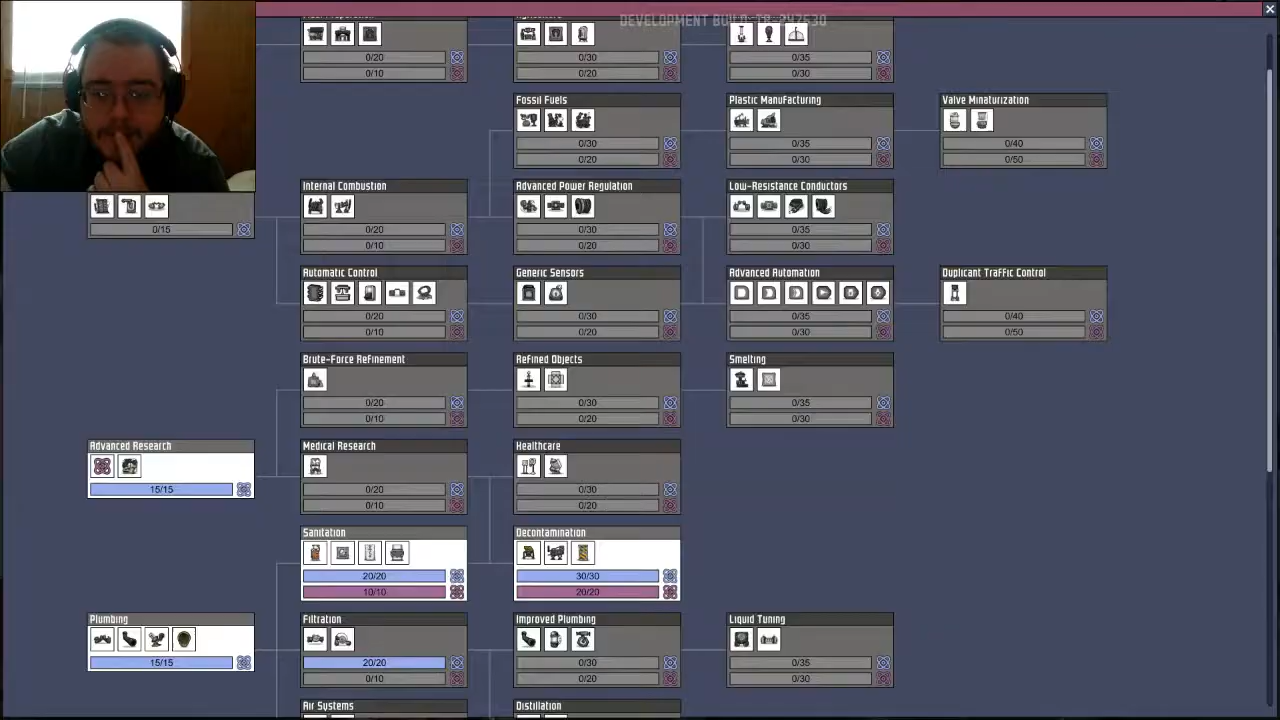 DEVELOPMENT BUILD
0/20
0/10
0/30
0/20
0/35
0/30
Fossil Fuels
0/30
0/20
Plastic Manufacturing
0/35
0/30
Valve Minaturization
0/40
0/50
0/15
Internal Combustion
0/20
0/10
Advanced Power Regulation
0/30
0/20
Low-Resistance Conductors
0/35
0/30
Automatic Control
0/20
0/10
Generic Sensors
0/30
0/20
Advanced Automation
0/35
0/30
Duplicant Traffic Control
0/40
0/50
Brute-Force Refinement
0/20
0/10
Refined Objects
0/30
0/20
Smelting
0/35
0/30
Advanced Research
15/15
Medical Research
0/20
0/10
Healthcare
0/30
0/20
Sanitation
20/20
10/10
Decontamination
30/30
20/20
Plumbing
15/15
Filtration
20/20
0/10
Improved Plumbing
0/30
0/20
Liquid Tuning
0/35
0/30
Air Systems
Distillation